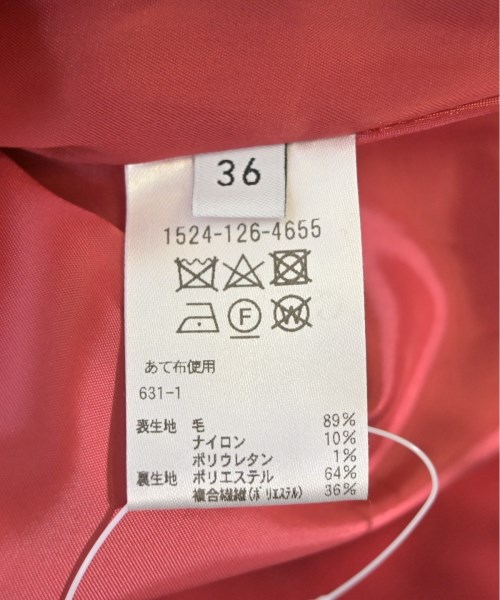 36
1524-126-4655
F
W
あて布使用
631-1
表生地 毛 89%
ナイロン 10%
ポリウレタン 1%
裏生地 ポリエステル 64%
複合繊維(ポリエステル) 36%